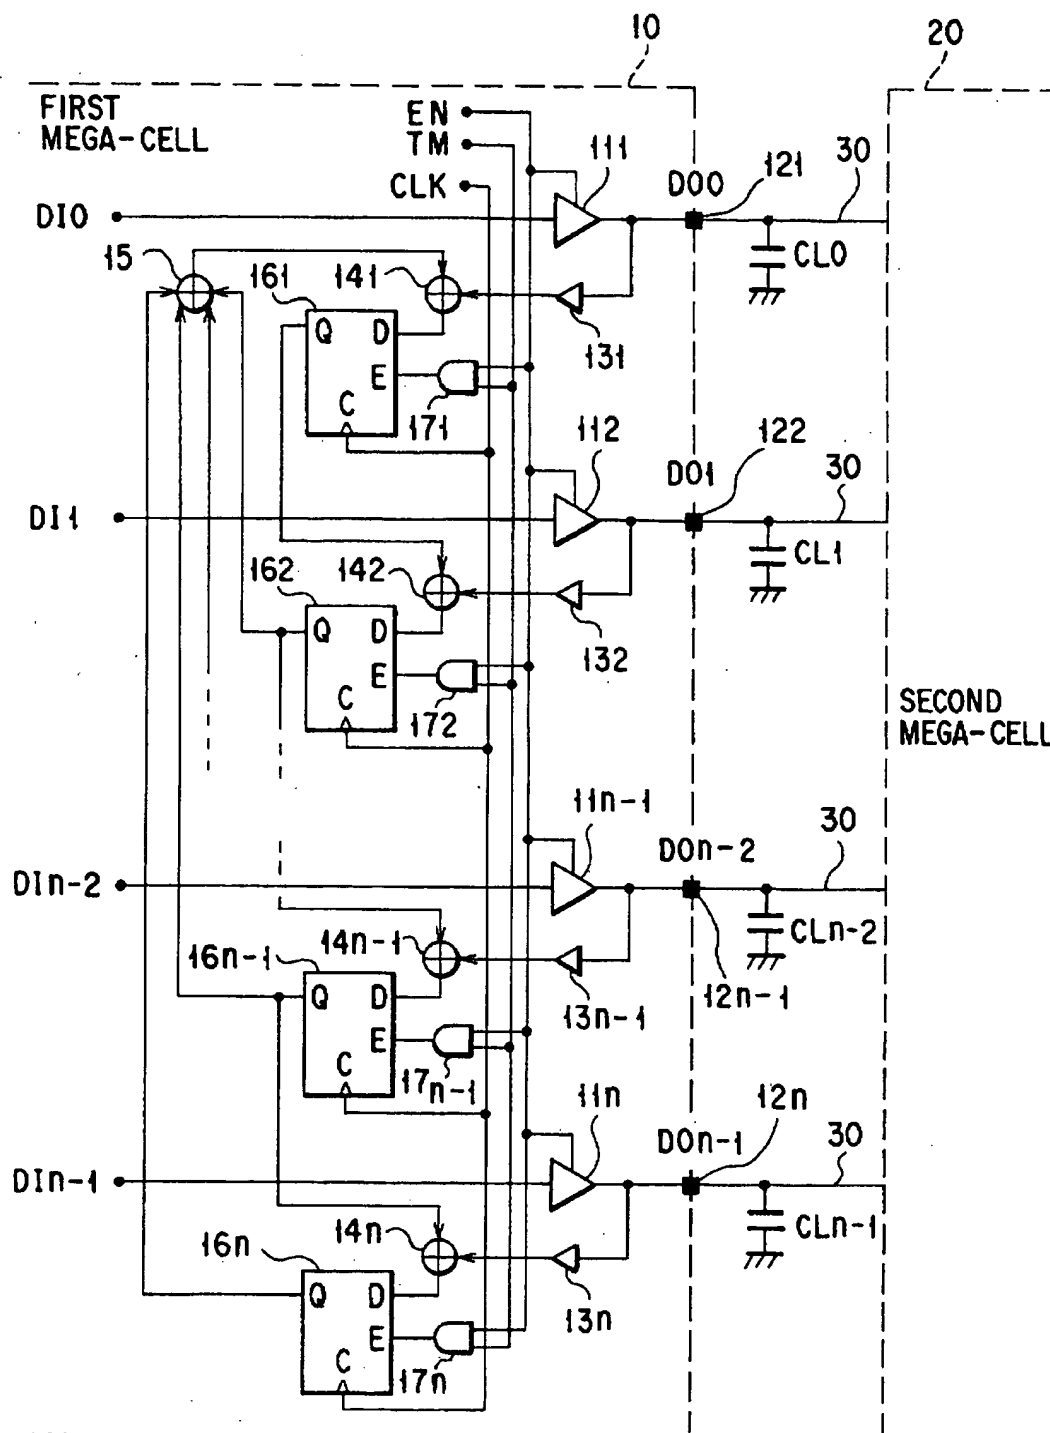 10
20
FIRST
MEGA-CELL
EN
TM
CLK
111
DO0
121
30
DI0
CL0
15
161
141
131
Q
D
E
C
171
112
DO1
122
30
DI1
CL1
162
142
132
Q
D
E
C
172
SECOND
MEGA-CELL
11n-1
DOn-2
30
DIn-2
CLn-2
16n-1
14n-1
13n-1
12n-1
Q
D
E
C
17n-1
11n
DOn-1
12n
30
DIn-1
CLn-1
16n
14n
13n
Q
D
E
C
17n